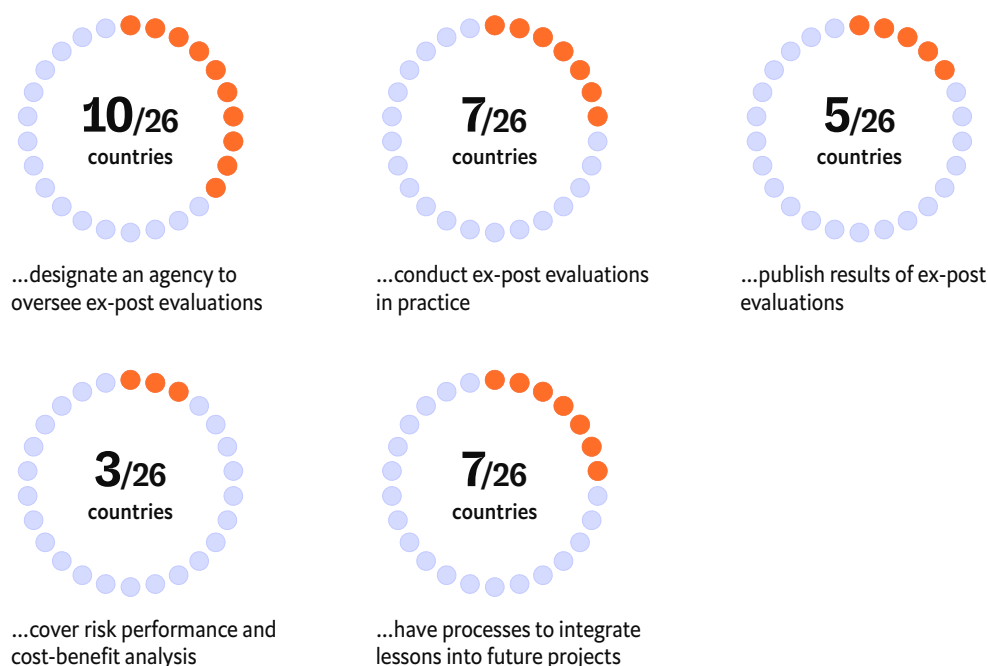 10/26
countries
...designate an agency to
oversee ex-post evaluations
7/26
countries
...conduct ex-post evaluations
in practice
5/26
countries
...publish results of ex-post
evaluations
3/26
countries
...cover risk performance and
cost-benefit analysis
7/26
countries
...have processes to integrate
lessons into future projects